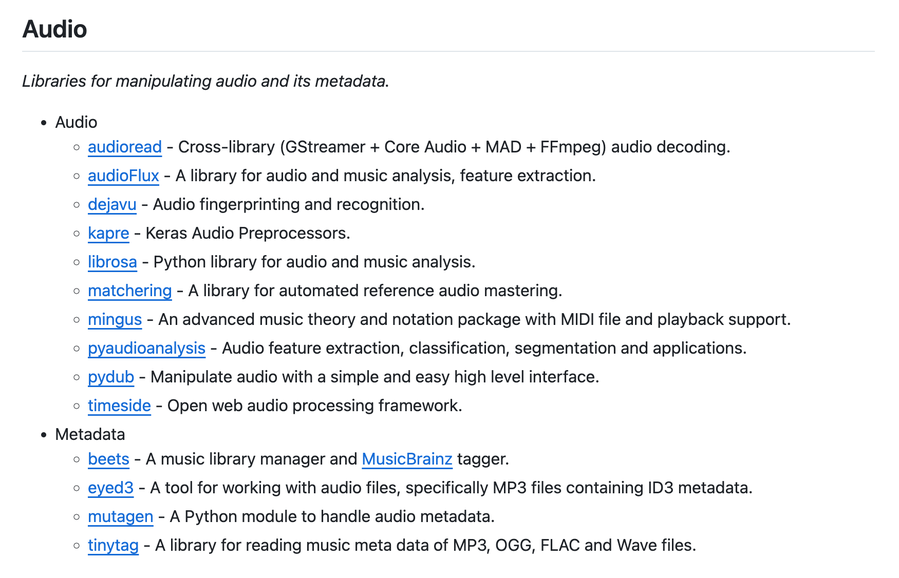 Audio
Libraries for manipulating audio and its metadata.
• Audio
◦ audioread - Cross-library (GStreamer + Core Audio + MAD + FFmpeg) audio decoding.
◦ audioFlux - A library for audio and music analysis, feature extraction.
◦ dejavu - Audio fingerprinting and recognition.
◦ kapre - Keras Audio Preprocessors.
◦ librosa - Python library for audio and music analysis.
◦ matchering - A library for automated reference audio mastering.
◦ mingus - An advanced music theory and notation package with MIDI file and playback support.
◦ pyaudioanalysis - Audio feature extraction, classification, segmentation and applications.
◦ pydub - Manipulate audio with a simple and easy high level interface.
◦ timeside - Open web audio processing framework.
• Metadata
◦ beets - A music library manager and MusicBrainz tagger.
◦ eyed3 - A tool for working with audio files, specifically MP3 files containing ID3 metadata.
◦ mutagen - A Python module to handle audio metadata.
◦ tinytag - A library for reading music meta data of MP3, OGG, FLAC and Wave files.